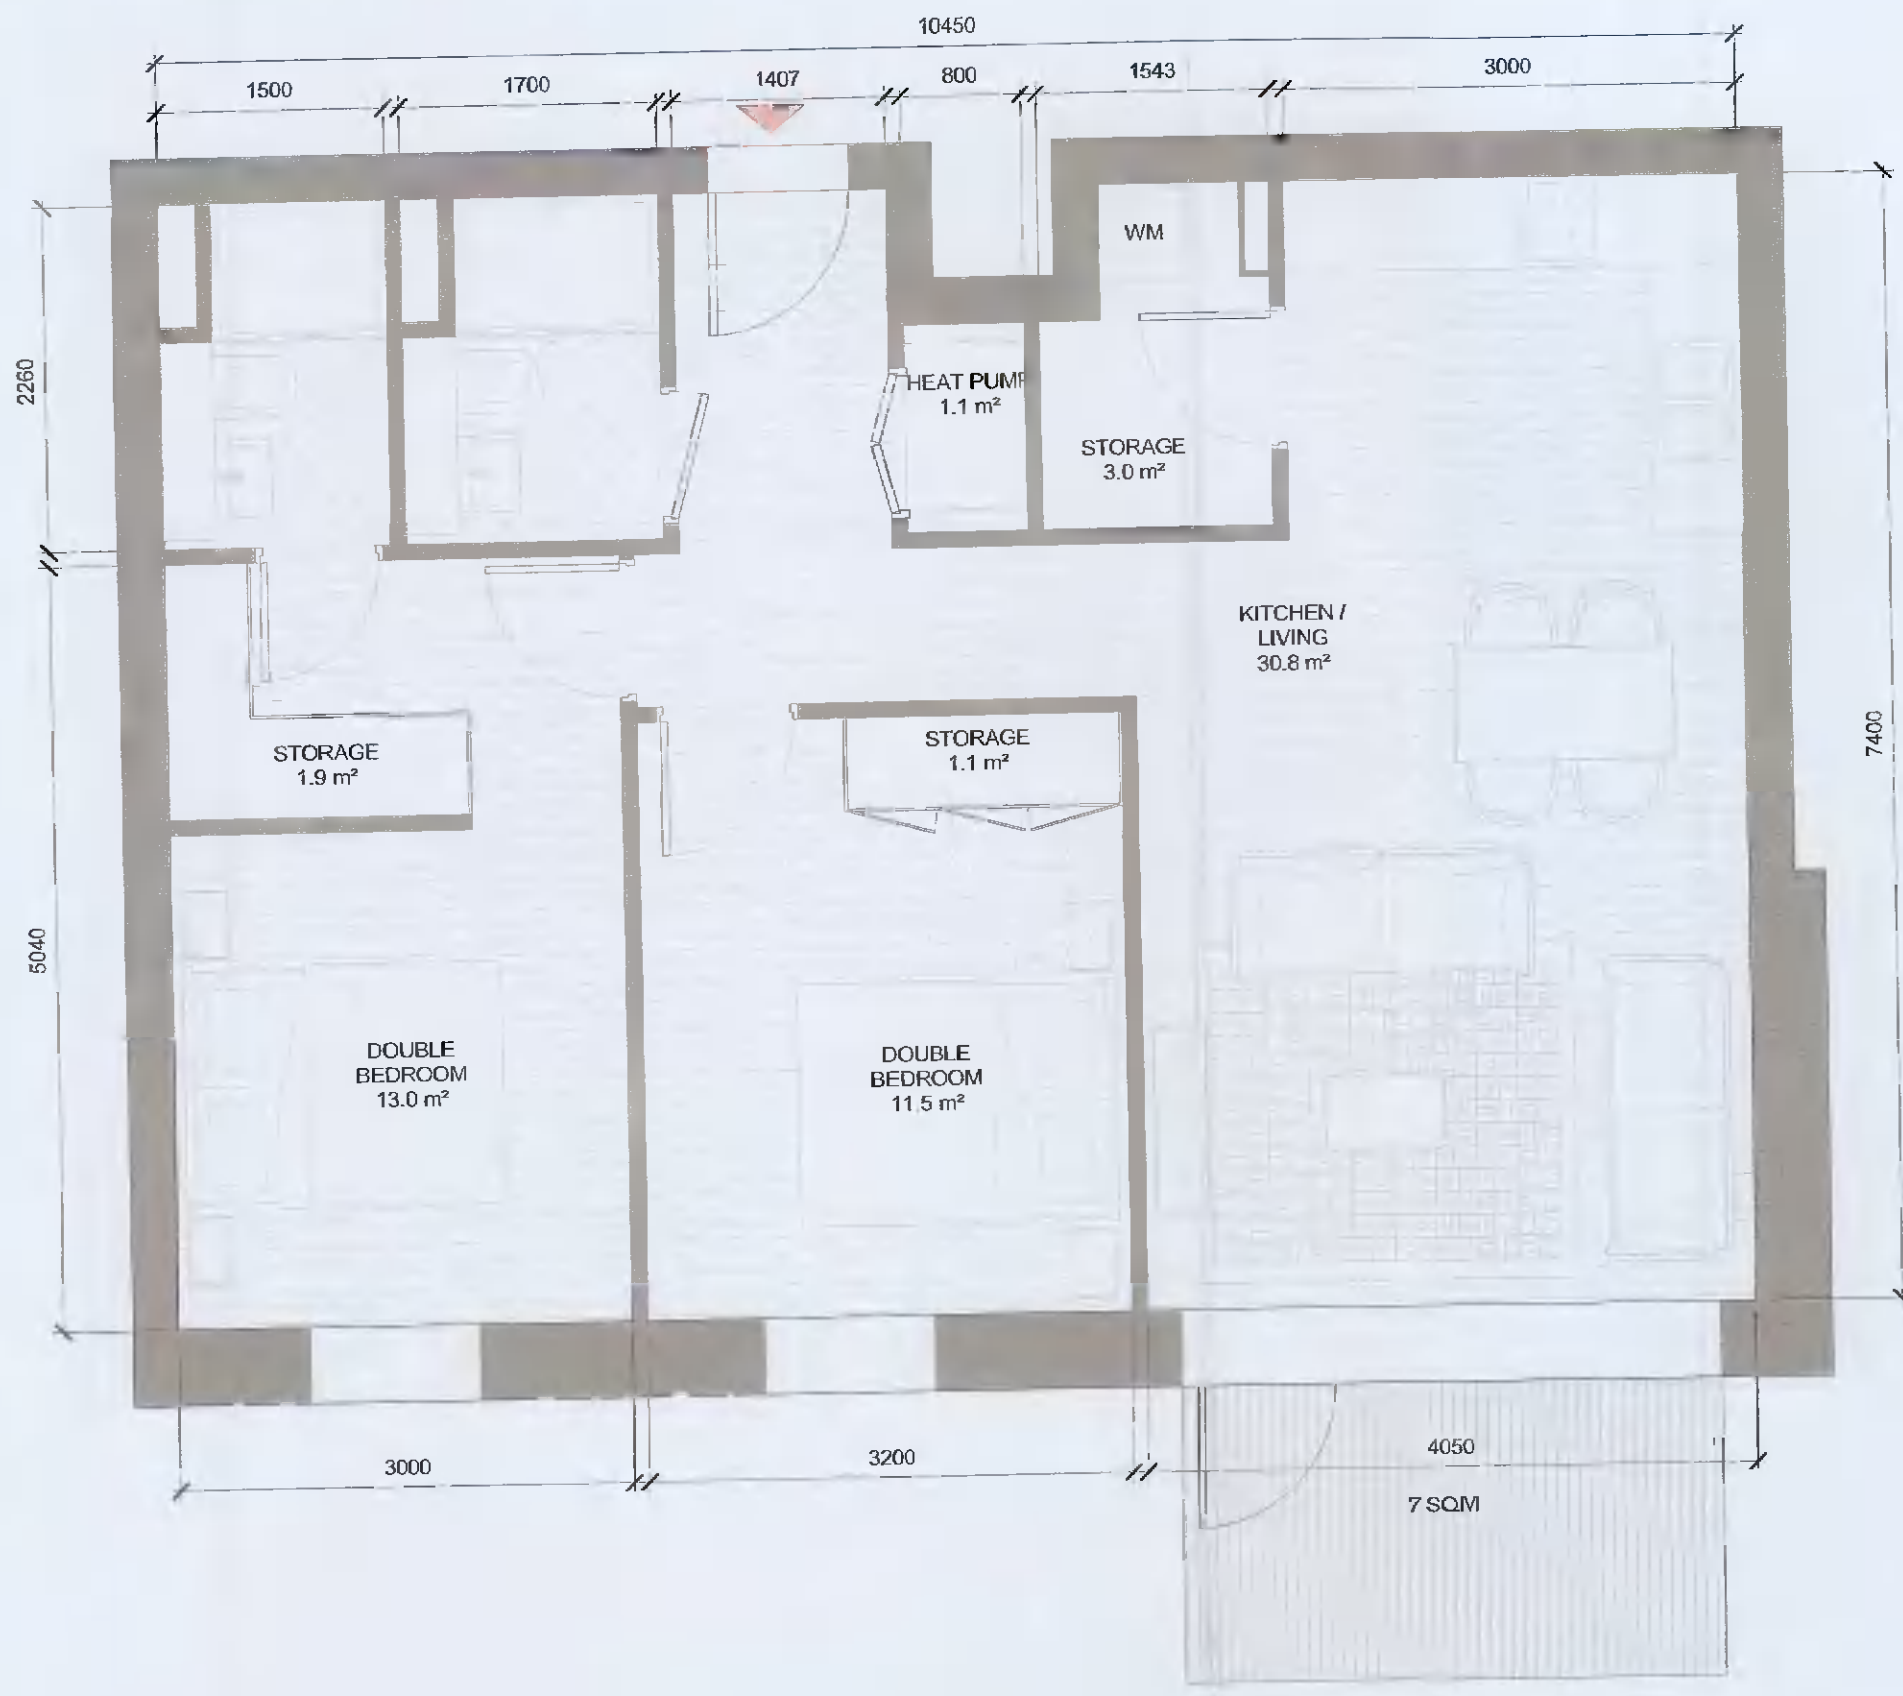 10450
1500
1700
1407
800
1543
3000
WM
2260
HEAT PUMP
1.1 m²
STORAGE
3.0 m²
KITCHEN /
LIVING
30.8 m²
7400
STORAGE
1.9 m²
STORAGE
1.1 m²
5040
DOUBLE
BEDROOM
13.0 m²
DOUBLE
BEDROOM
11.5 m²
3000
3200
4050
7 SQM